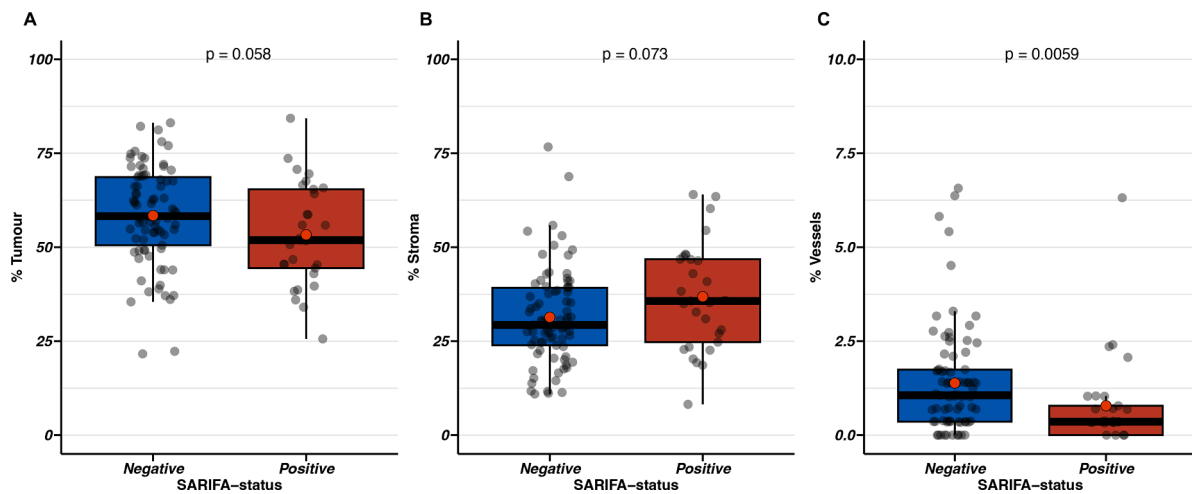 A
p = 0.058
100
75
50
25
0
% Tumour
Negative
Positive
SARIFA−status
B
p = 0.073
100
75
50
25
0
% Stroma
Negative
Positive
SARIFA−status
C
p = 0.0059
10.0
7.5
5.0
2.5
0.0
% Vessels
Negative
Positive
SARIFA−status